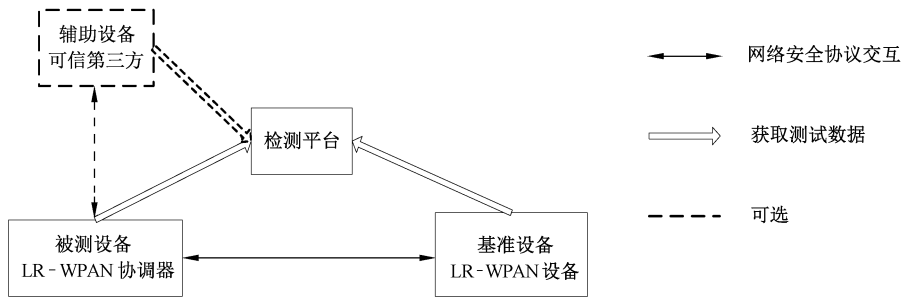 辅助设备
可信第三方
网络安全协议交互
检测平台
获取测试数据
可选
被测设备
LR-WPAN 协调器
基准设备
LR-WPAN 设备